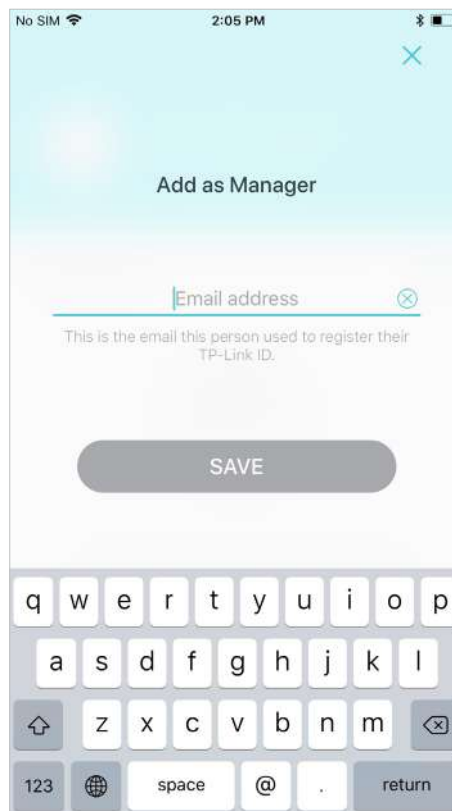 No SIM 2:05 PM
Add as Manager
Email address
This is the email this person used to register their
TP-Link ID.
SAVE
q w e r t y u i o p
a s d f g h j k l
z x c v b n m
123 space @ . return